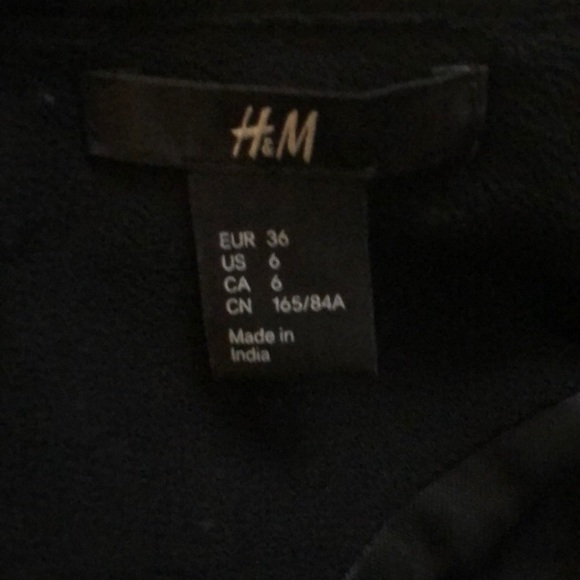 H&M
EUR 36
US 6
CA 6
CN 165/84A
Made in
India